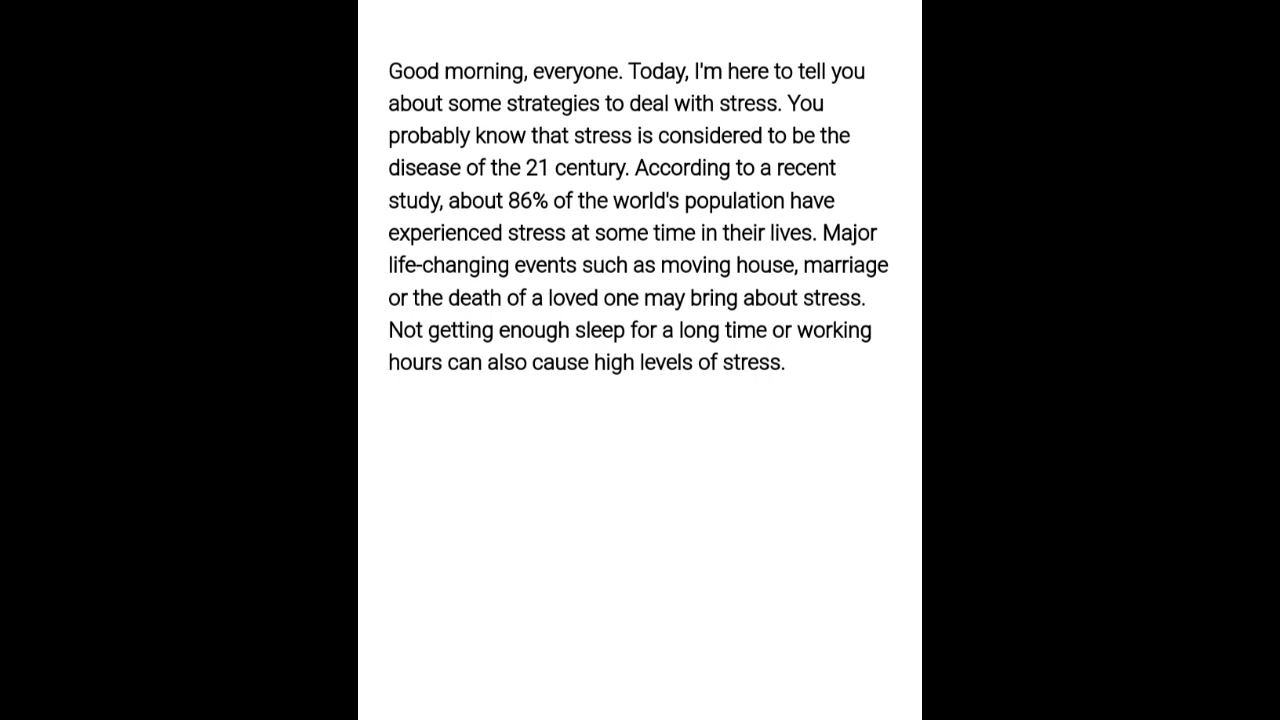 Good morning, everyone. Today, I'm here to tell you
about some strategies to deal with stress. You
probably know that stress is considered to be the
disease of the 21 century. According to a recent
study, about 86% of the world's population have
experienced stress at some time in their lives. Major
life-changing events such as moving house, marriage
or the death of a loved one may bring about stress.
Not getting enough sleep for a long time or working
hours can also cause high levels of stress.